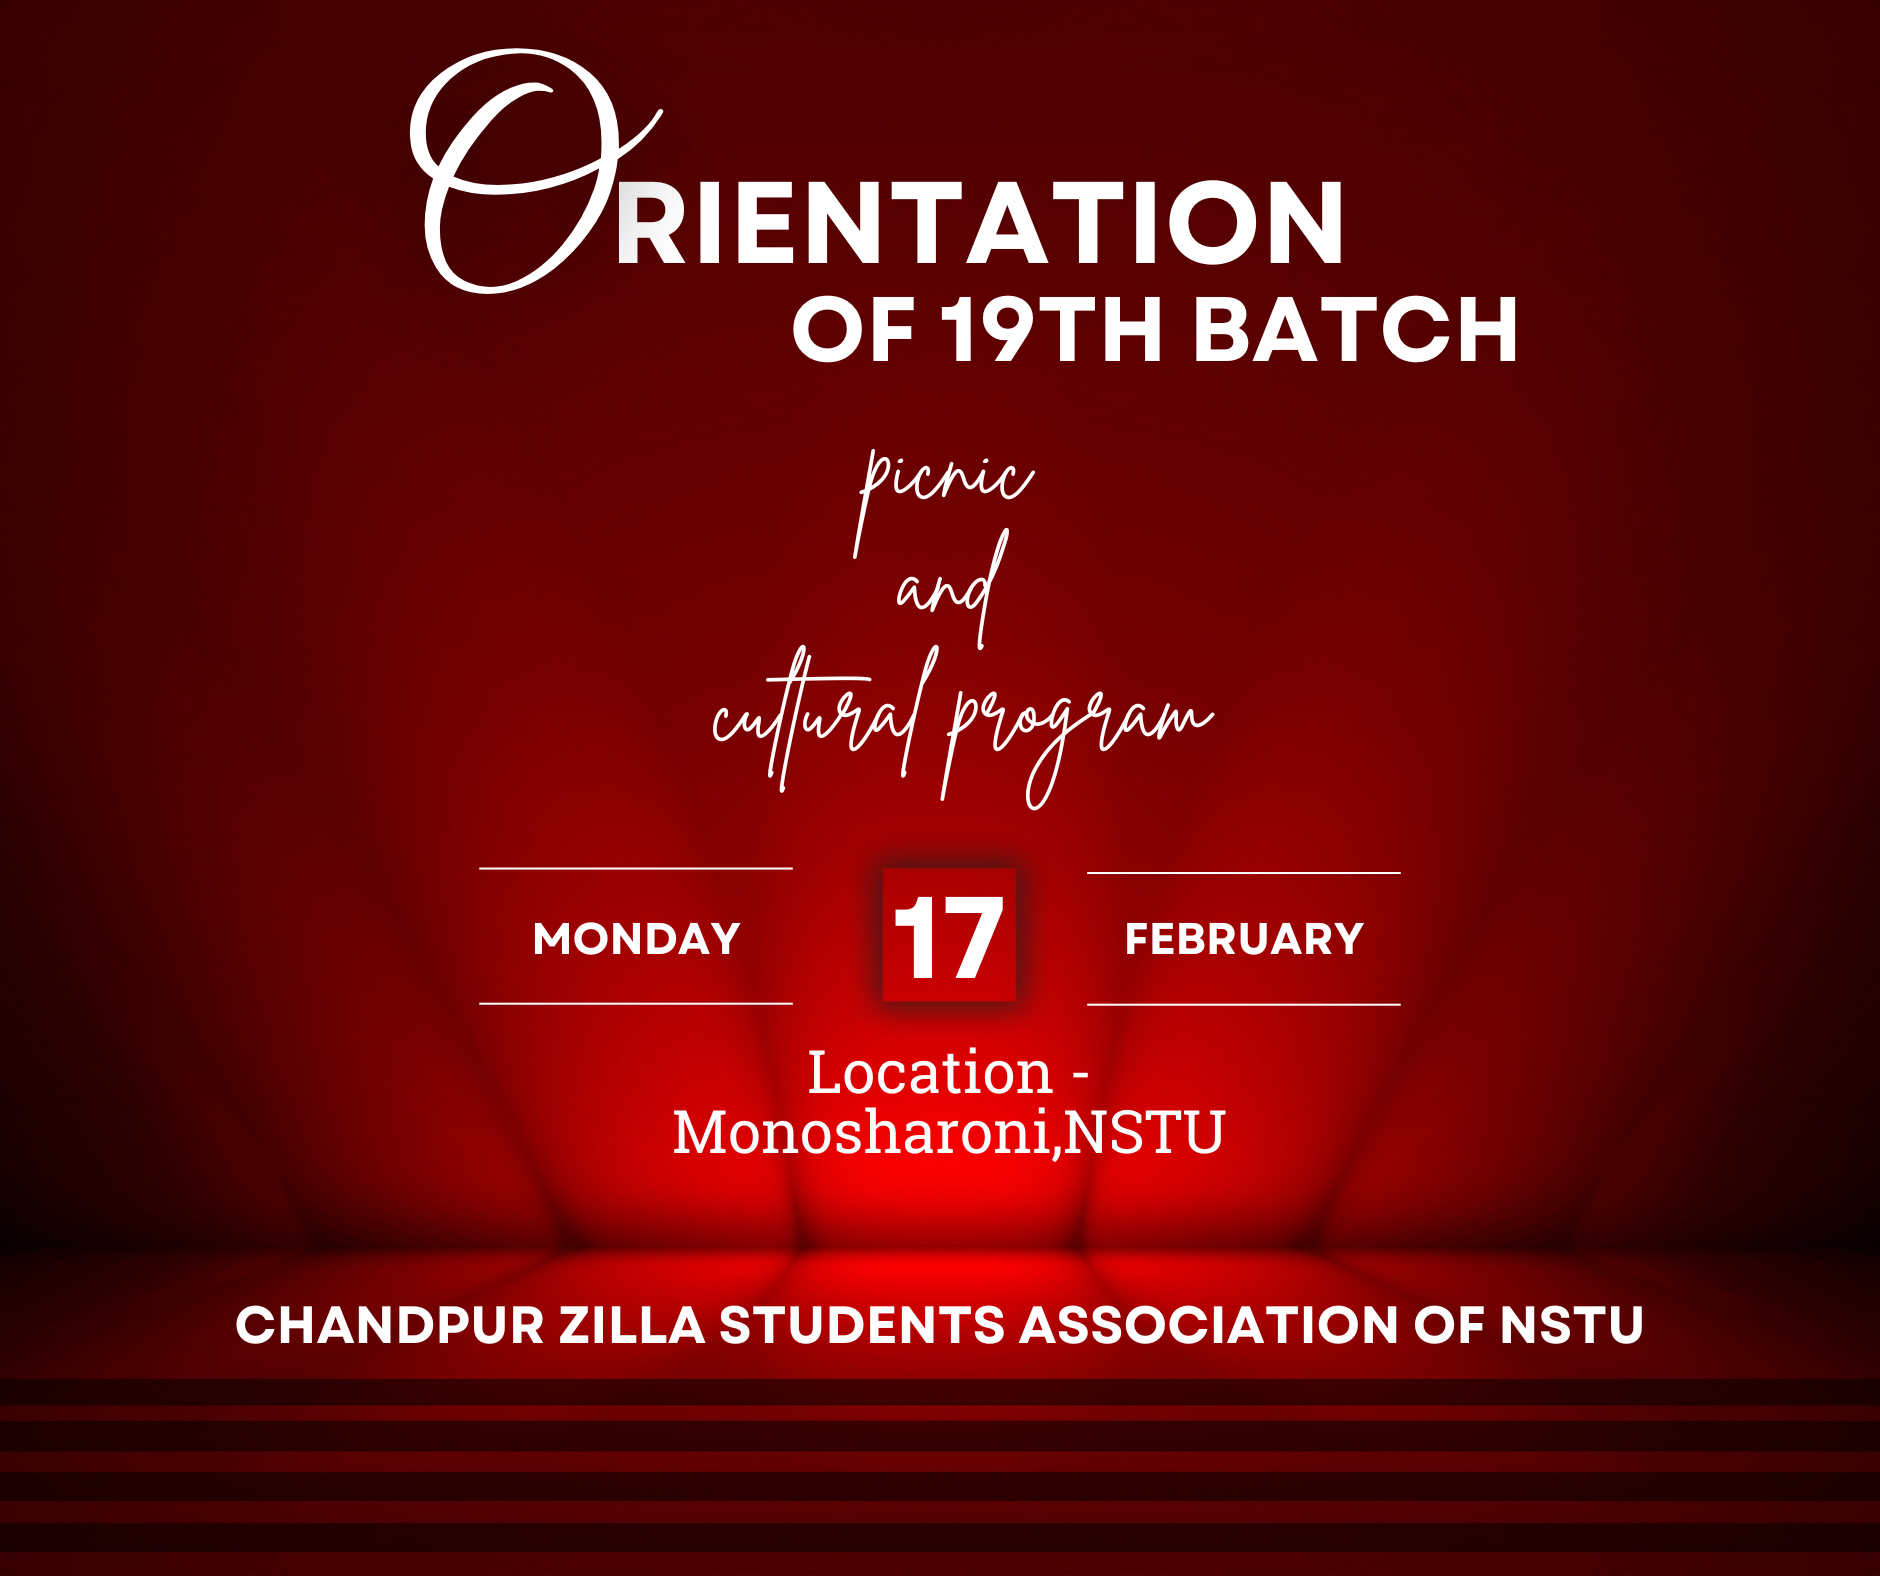 ORIENTATION
OF 19TH BATCH
picnic
and
cultural program
MONDAY
17
FEBRUARY
Location -
Monosharoni,NSTU
CHANDPUR ZILLA STUDENTS ASSOCIATION OF NSTU